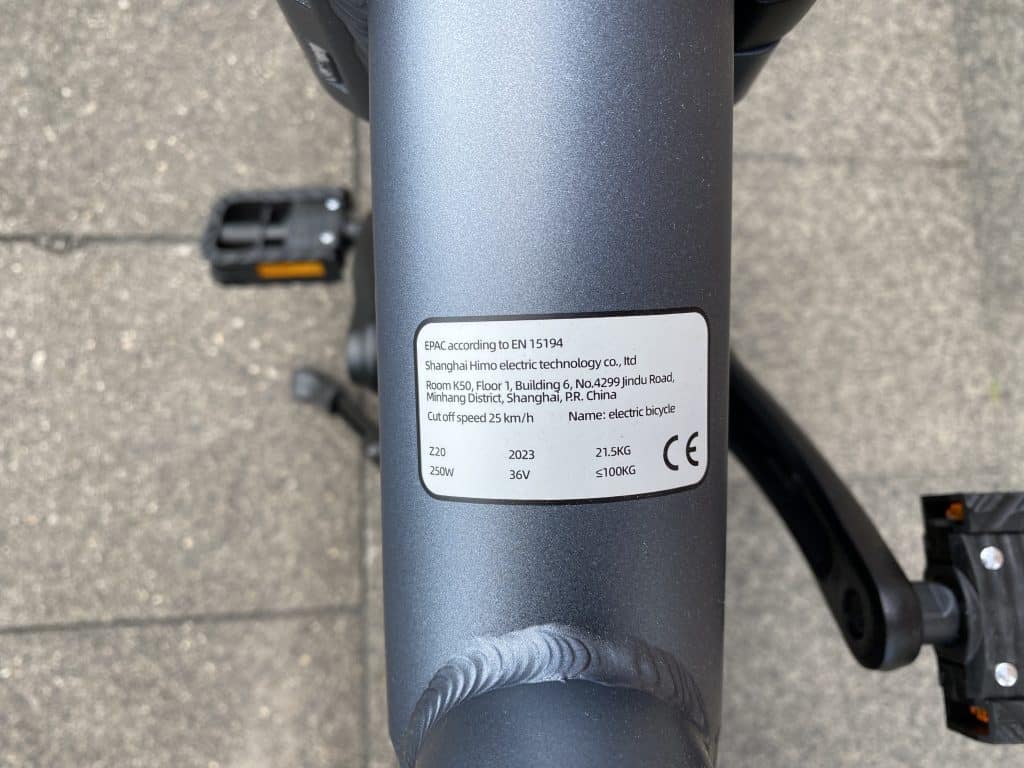 EPAC according to EN 15194
Shanghai Himo electric technology co., ltd
Room K50, Floor 1, Building 6, No.4299 Jindu Road,
Minhang District, Shanghai, P.R. China
Cut off speed 25 km/h Name: electric bicycle
Z20 2023 21.5KG
250W 36V ≤100KG
CE